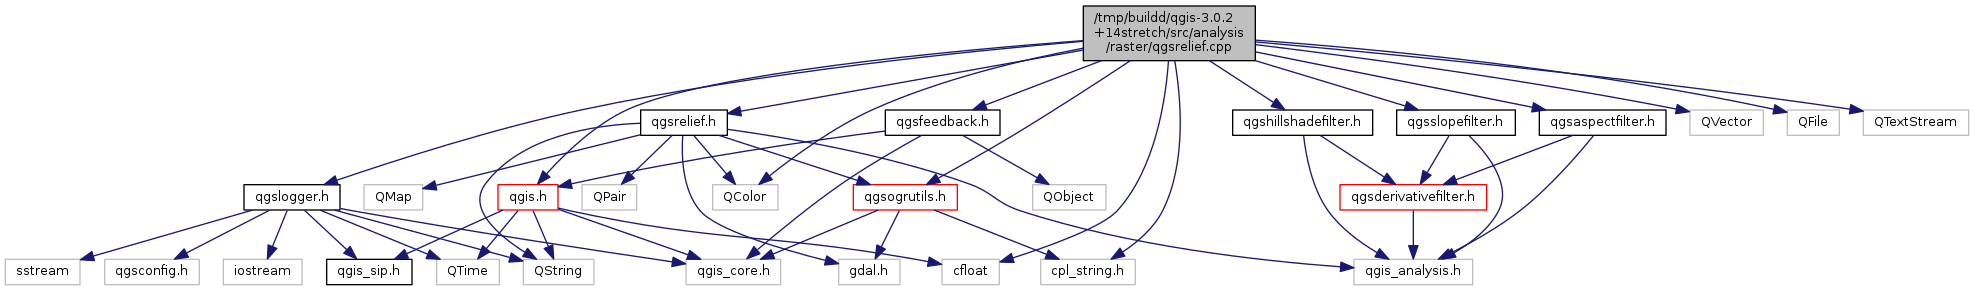 /tmp/buildd/qgis-3.0.2
+14stretch/src/analysis
/raster/qgsrelief.cpp
qgsrelief.h
qgsfeedback.h
qgshillshadefilter.h
qgsslopefilter.h
qgsaspectfilter.h
QVector
QFile
QTextStream
qgslogger.h
QMap
qgis.h
QPair
QColor
qgsogrutils.h
QObject
qgsderivativefilter.h
sstream
qgsconfig.h
iostream
qgis_sip.h
QTime
QString
qgis_core.h
gdal.h
cfloat
cpl_string.h
qgis_analysis.h